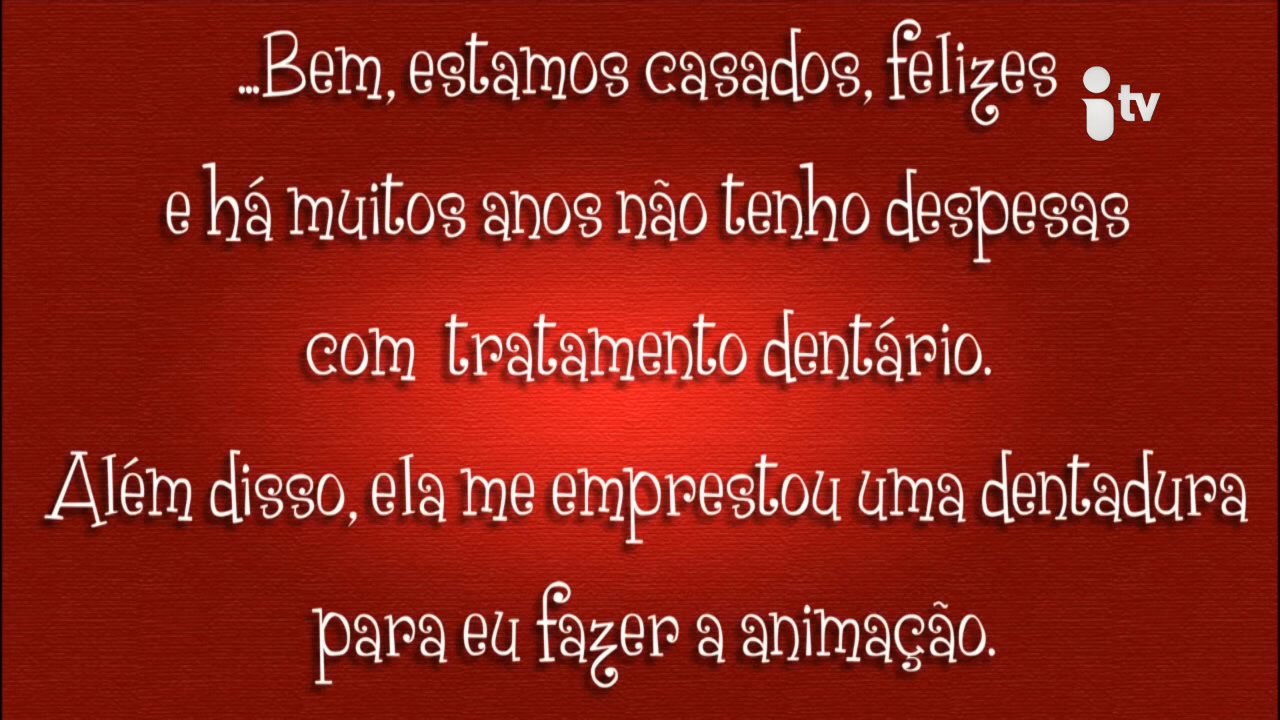 ...Bem, estamos casados, felizes
itv
e há muitos anos não tenho despesas
com tratamento dentário.
Além disso, ela me emprestou uma dentadura
para eu fazer a animação.